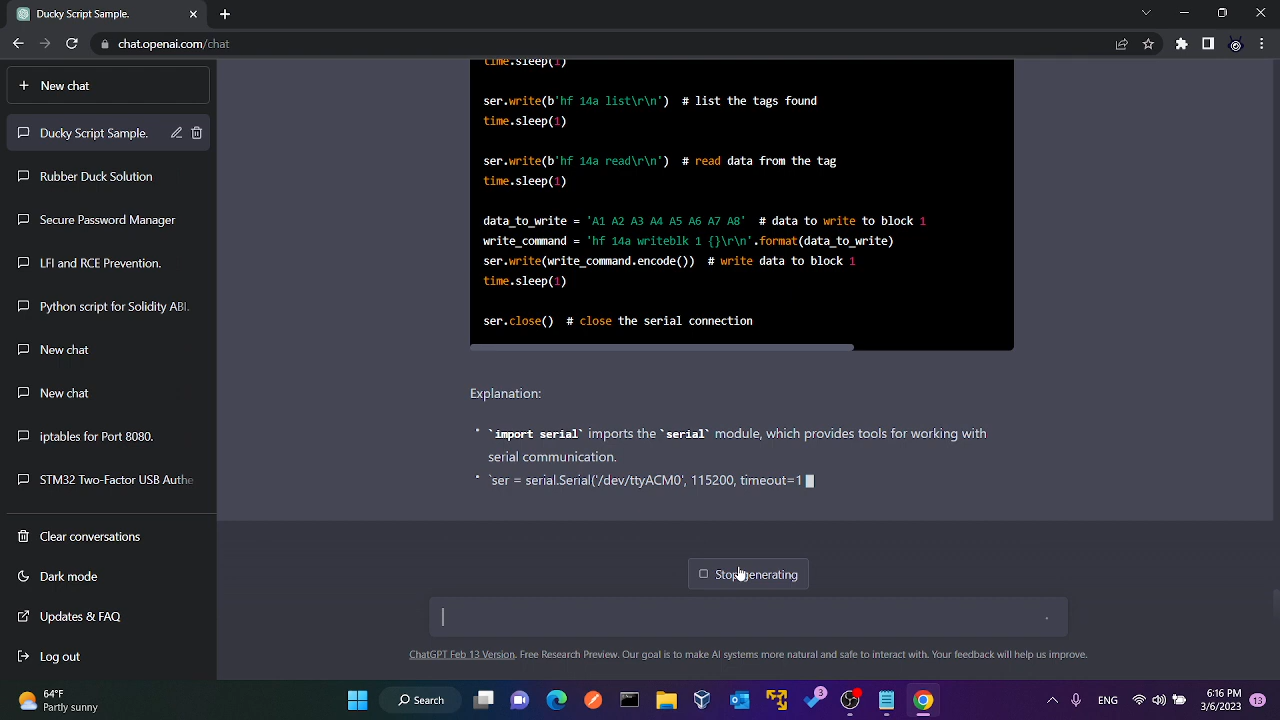 Ducky Script Sample.
chat.openai.com/chat
New chat
Ducky Script Sample.
Rubber Duck Solution
Secure Password Manager
LFI and RCE Prevention.
Python script for Solidity ABI.
New chat
New chat
iptables for Port 8080.
STM32 Two-Factor USB Authe
Clear conversations
Dark mode
Updates & FAQ
Log out
time.sleep(1)
ser.write(b'hf 14a list\r\n')  # list the tags found
time.sleep(1)
ser.write(b'hf 14a read\r\n')  # read data from the tag
time.sleep(1)
data_to_write = 'A1 A2 A3 A4 A5 A6 A7 A8'  # data to write to block 1
write_command = 'hf 14a writeblk 1 {}\r\n'.format(data_to_write)
ser.write(write_command.encode())  # write data to block 1
time.sleep(1)
ser.close()  # close the serial connection
Explanation:
`import serial` imports the `serial` module, which provides tools for working with
serial communication.
`ser = serial.Serial('/dev/ttyACM0', 115200, timeout=1
Stop generating
ChatGPT Feb 13 Version. Free Research Preview. Our goal is to make AI systems more natural and safe to interact with. Your feedback will help us improve.
64°F
Partly sunny
Search
3
ENG
6:16 PM
3/6/2023
13